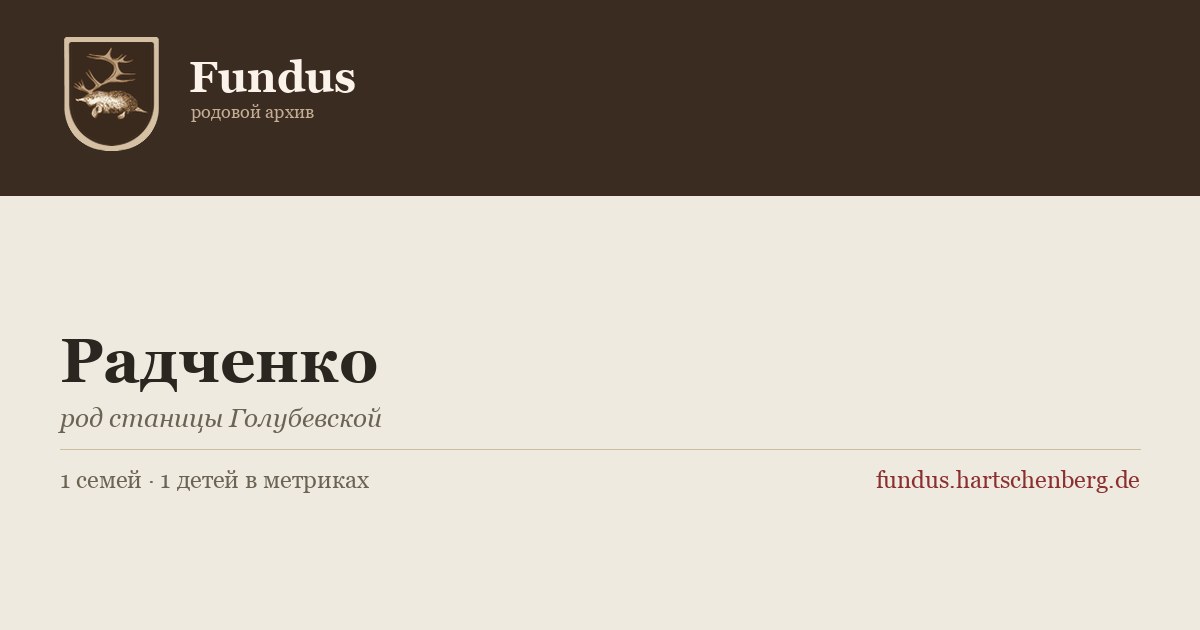 Fundus
родовой архив
Радченко
род станицы Голубевской
1 семей · 1 детей в метриках
fundus.hartschenberg.de